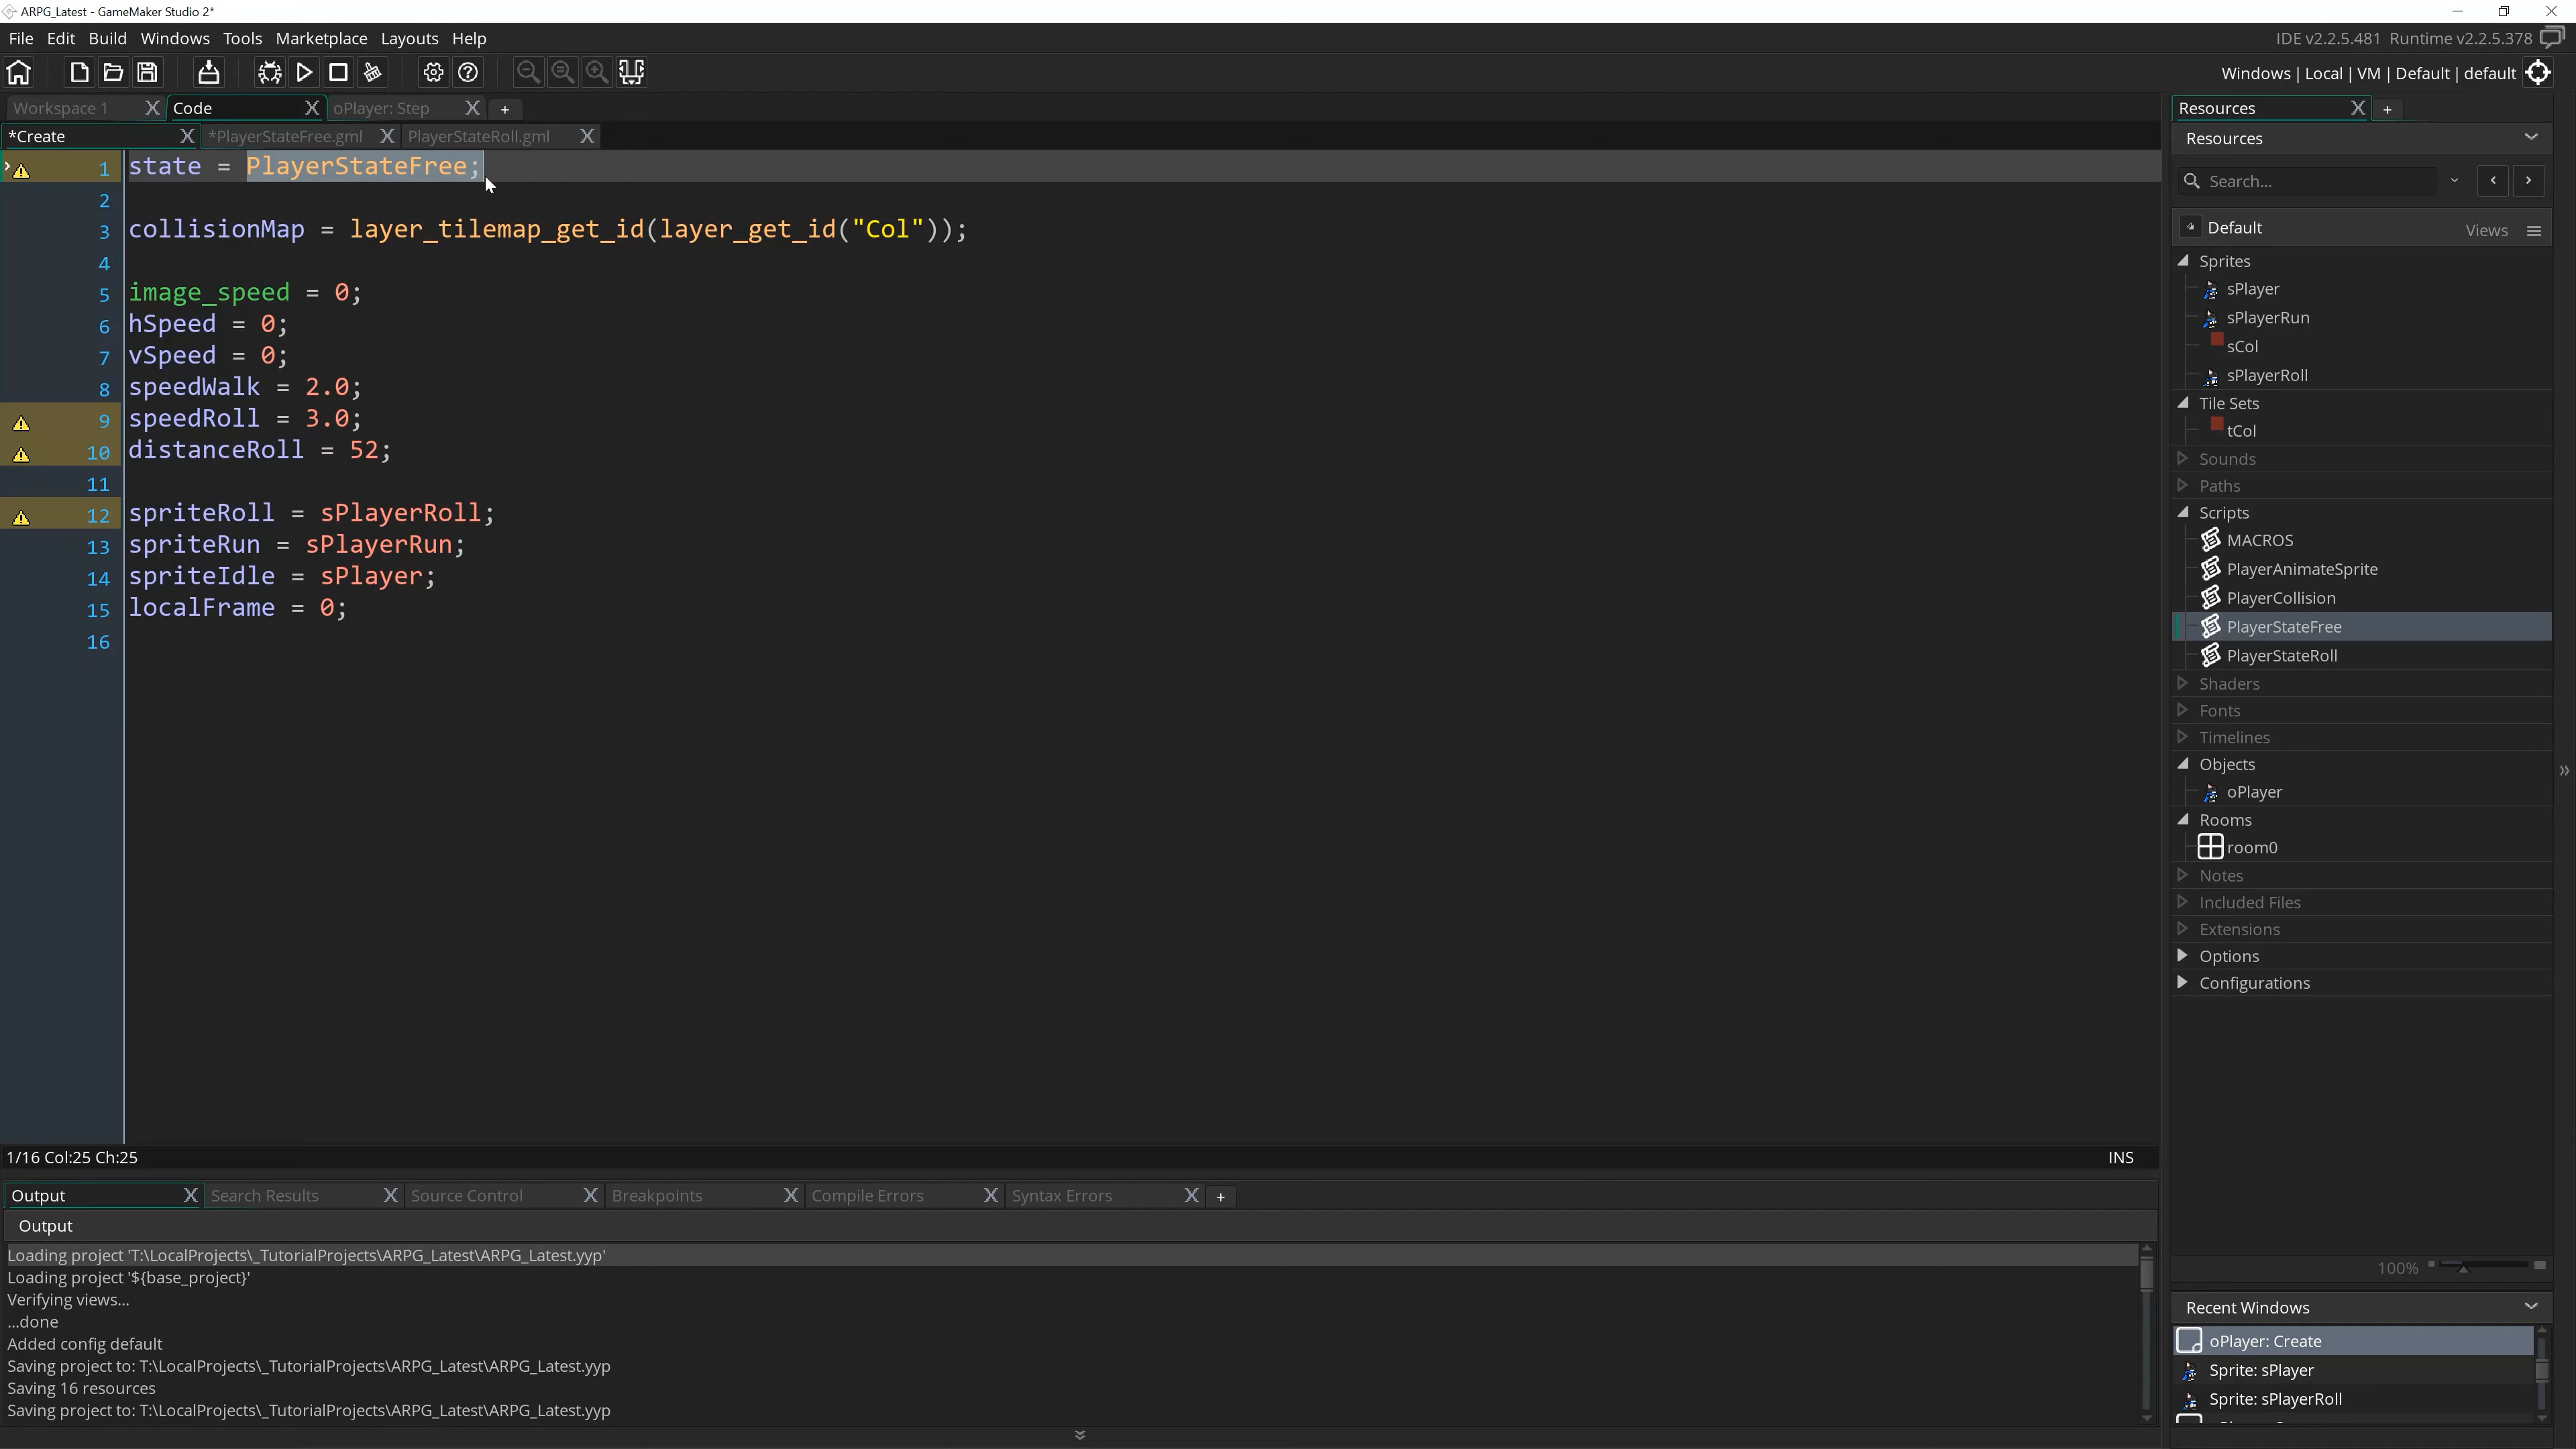 ARPG_Latest - GameMaker Studio 2*
File Edit Build Windows Tools Marketplace Layouts Help
IDE v2.2.5.481 Runtime v2.2.5.378
Windows | Local | VM | Default | default
Workspace 1 X Code X oPlayer: Step X +
*Create X *PlayerStateFree.gml X PlayerStateRoll.gml X
1 state = PlayerStateFree;
2
3 collisionMap = layer_tilemap_get_id(layer_get_id("Col"));
4
5 image_speed = 0;
6 hSpeed = 0;
7 vSpeed = 0;
8 speedWalk = 2.0;
9 speedRoll = 3.0;
10 distanceRoll = 52;
11
12 spriteRoll = sPlayerRoll;
13 spriteRun = sPlayerRun;
14 spriteIdle = sPlayer;
15 localFrame = 0;
16
1/16 Col:25 Ch:25
INS
Output X Search Results X Source Control X Breakpoints X Compile Errors X Syntax Errors X +
Output
Loading project 'T:\LocalProjects\_TutorialProjects\ARPG_Latest\ARPG_Latest.yyp'
Loading project '${base_project}'
Verifying views...
...done
Added config default
Saving project to: T:\LocalProjects\_TutorialProjects\ARPG_Latest\ARPG_Latest.yyp
Saving 16 resources
Saving project to: T:\LocalProjects\_TutorialProjects\ARPG_Latest\ARPG_Latest.yyp
Resources X +
Resources
Search...
Default
Views
Sprites
sPlayer
sPlayerRun
sCol
sPlayerRoll
Tile Sets
tCol
Sounds
Paths
Scripts
MACROS
PlayerAnimateSprite
PlayerCollision
PlayerStateFree
PlayerStateRoll
Shaders
Fonts
Timelines
Objects
oPlayer
Rooms
room0
Notes
Included Files
Extensions
Options
Configurations
100%
Recent Windows
oPlayer: Create
Sprite: sPlayer
Sprite: sPlayerRoll